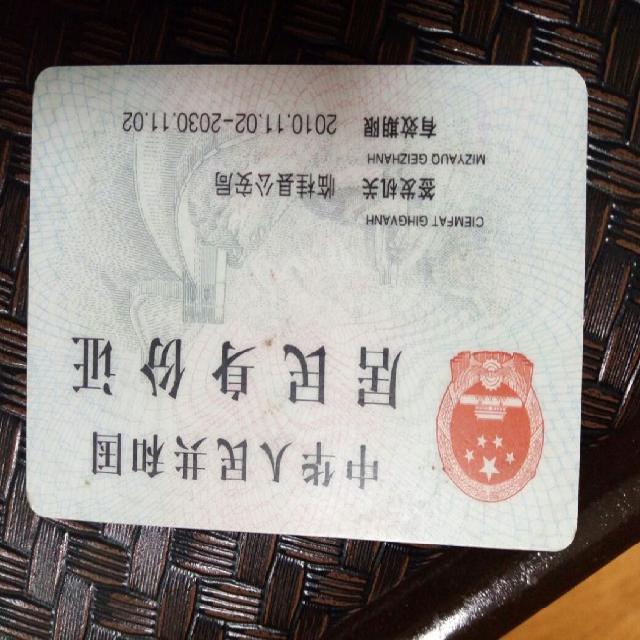 中华人民共和国
居民身份证
CIEMFAT GINGVANH
签发机关 临桂县公安局
MIZYAUQ GEIZHANH
有效期限 2010.11.02-2030.11.02